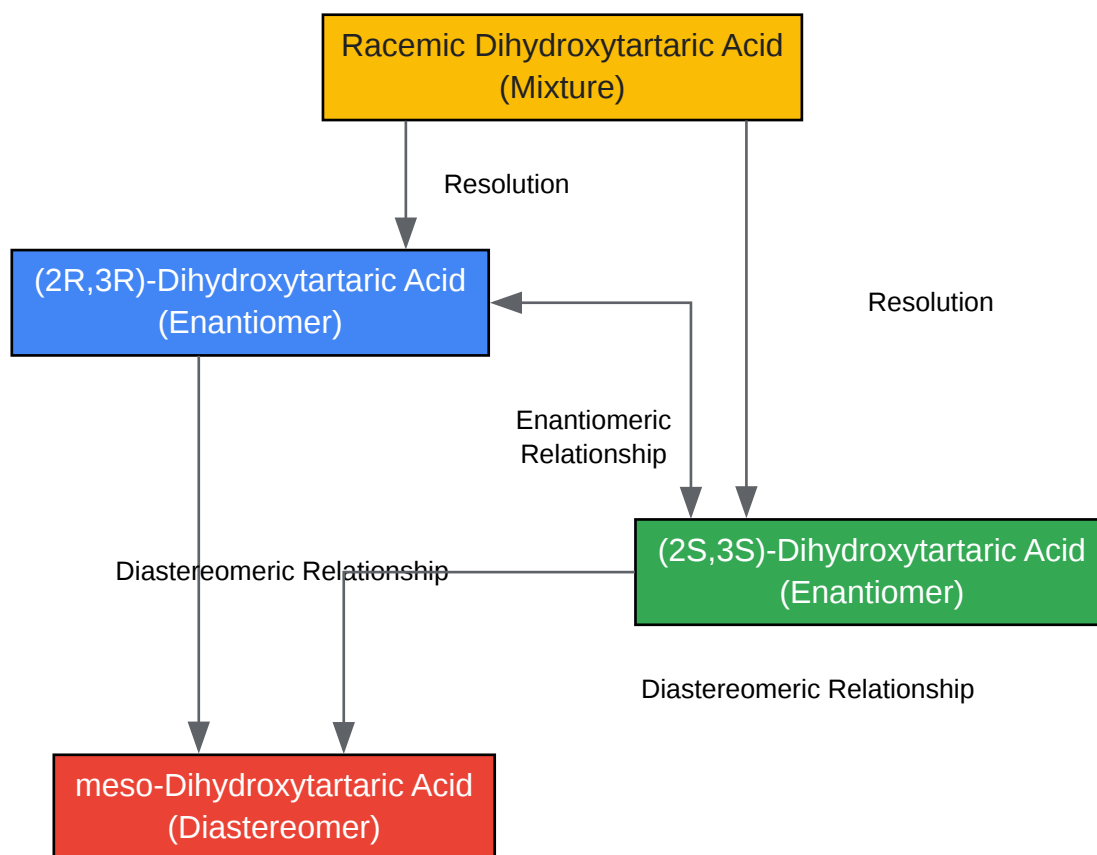 Racemic Dihydroxytartaric Acid
(Mixture)
Resolution
(2R,3R)-Dihydroxytartaric Acid
(Enantiomer)
Resolution
Enantiomeric
Relationship
(2S,3S)-Dihydroxytartaric Acid
(Enantiomer)
Diastereomeric Relationship
Diastereomeric Relationship
meso-Dihydroxytartaric Acid
(Diastereomer)